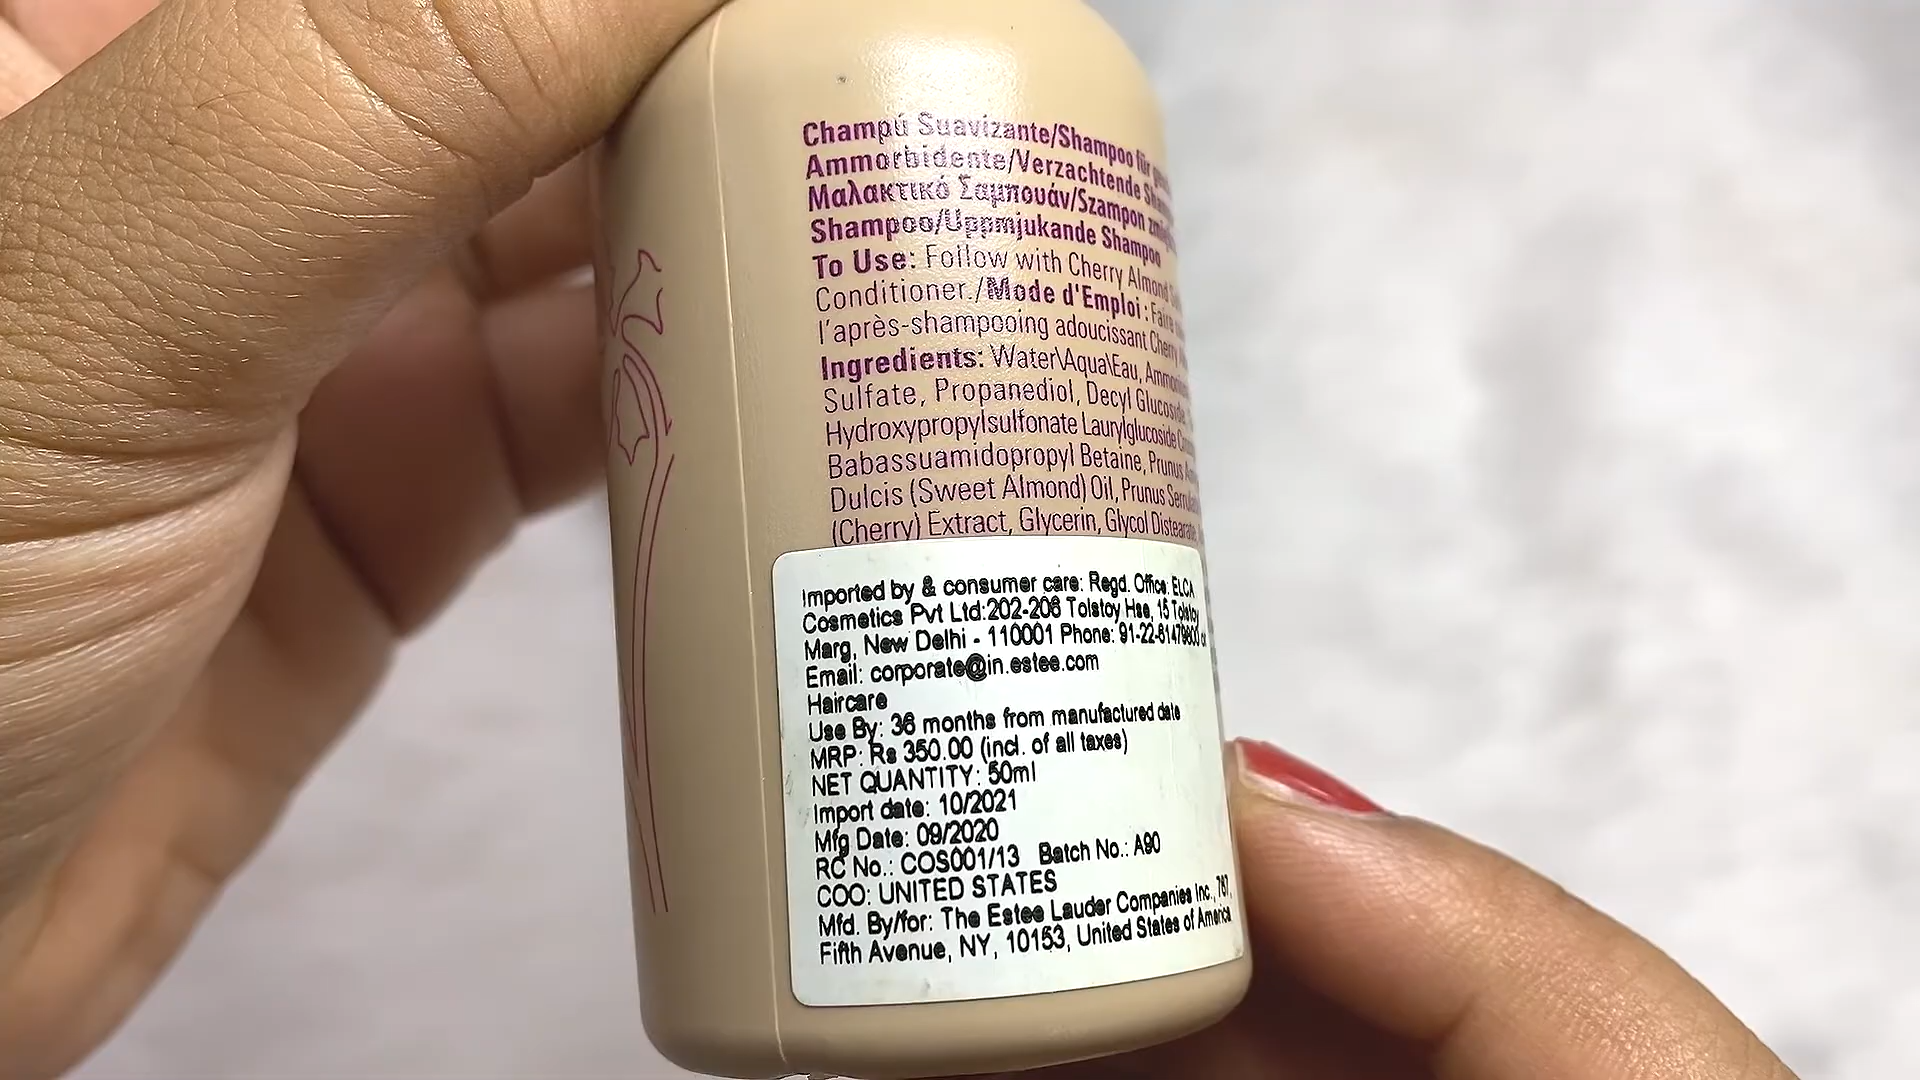 Champú Suavizante/Shampoo für
Ammorbidente/Verzachtende
Μαλακτικό Σαμπουάν/Szampon
Shampoo/Uppmjukande Shampoo
To Use: Follow with Cherry Almond
Conditioner./Mode d'Emploi : Faire
l'après-shampooing adoucissant Cherry
Ingredients: Water\Aqua\Eau,
Sulfate, Propanediol, Decyl Glucoside,
Hydroxypropylsulfonate Laurylglucoside
Babassuamidopropyl Betaine, Prunus
Dulcis (Sweet Almond) Oil, Prunus
(Cherry) Extract, Glycerin, Glycol Distearate,
Imported by & consumer care: Regd. Office: ELCA
Cosmetics Pvt Ltd:202-206 Tolstoy Hse, 15 Tolstoy
Marg, New Delhi - 110001 Phone: 91-22-61479800 or
Email: corporate@in.estee.com
Haircare
Use By: 36 months from manufactured date
MRP: Rs 350.00 (incl. of all taxes)
NET QUANTITY: 50ml
Import date: 10/2021
Mfg Date: 09/2020
RC No.: COS001/13 Batch No.: A90
COO: UNITED STATES
Mfd. By/for: The Estee Lauder Companies Inc., 767,
Fifth Avenue, NY, 10153, United States of America